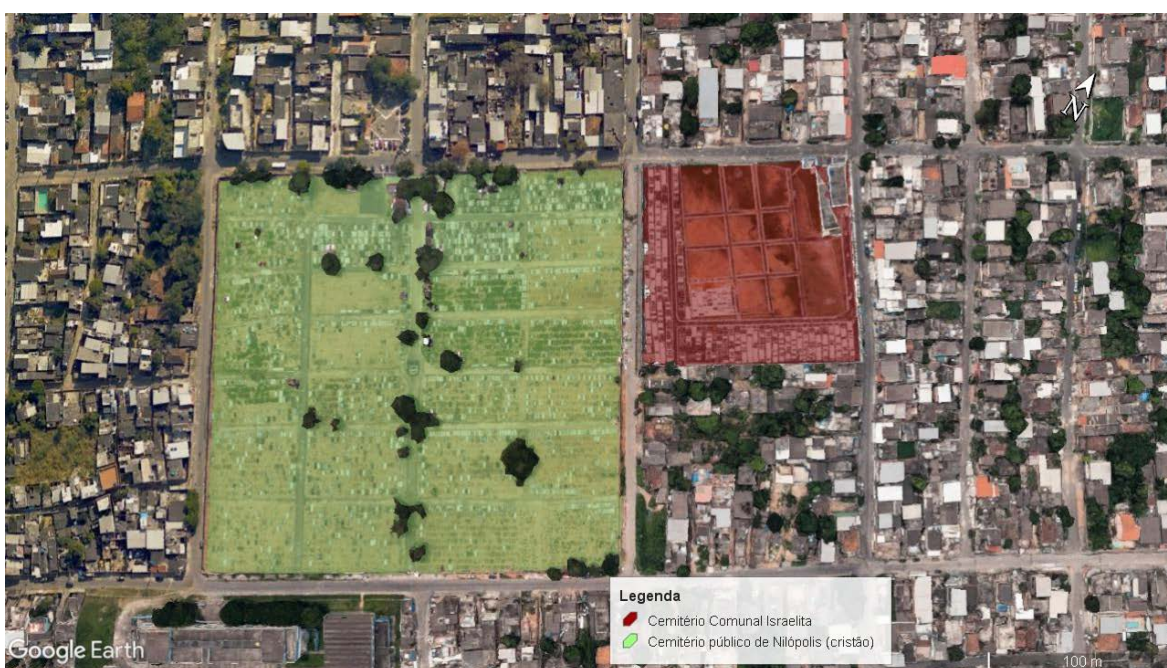 N
Legenda
Cemitério Comunal Israelita
Cemitério público de Nilópolis (cristão)
Google Earth
100 m